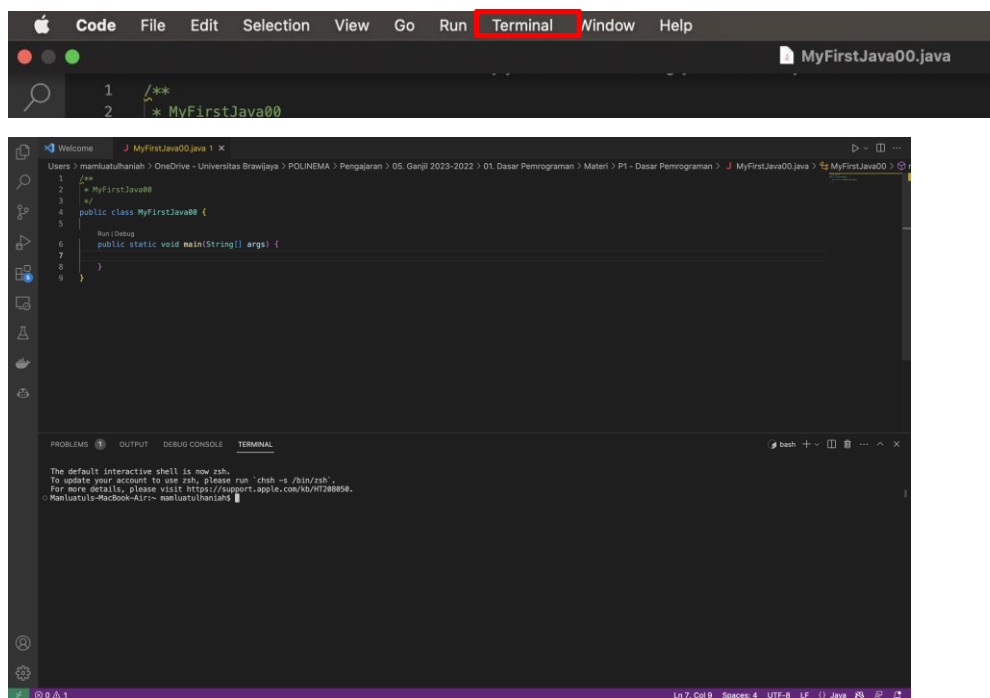 Code File Edit Selection View Go Run Terminal Window Help
MyFirstJava00.java
1 /**
2 * MyFirstJava00
Welcome J MyFirstJava00.java 1 ×
Users > mamluatulhaniah > OneDrive - Universitas Brawijaya > POLINEMA > Pengajaran > 05. Ganjil 2023-2022 > 01. Dasar Pemrograman > Materi > P1 - Dasar Pemrograman > J MyFirstJava00.java > MyFirstJava00 >
1 /**
2 * MyFirstJava00
3 */
4 public class MyFirstJava00 {
5
Run | Debug
6 public static void main(String[] args) {
7
8 }
9 }
PROBLEMS 1 OUTPUT DEBUG CONSOLE TERMINAL
bash
The default interactive shell is now zsh.
To update your account to use zsh, please run `chsh -s /bin/zsh`.
For more details, please visit https://support.apple.com/kb/HT208050.
Mamluatuls-MacBook-Air:~ mamluatulhaniah$
0 1 Ln 7, Col 9 Spaces: 4 UTF-8 LF {} Java